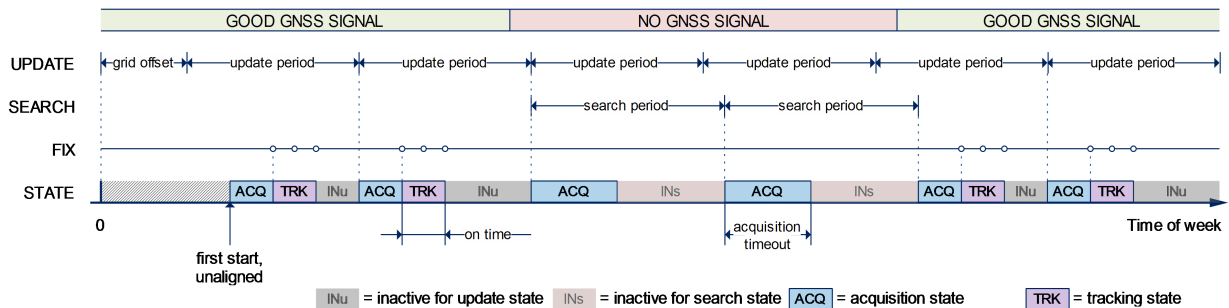 GOOD GNSS SIGNAL NO GNSS SIGNAL GOOD GNSS SIGNAL
UPDATE grid offset update period update period update period update period update period update period
SEARCH search period search period
FIX
STATE ACQ TRK INu ACQ TRK INu ACQ INs ACQ INs ACQ TRK INu ACQ TRK INu
0 Time of week
on time acquisition
timeout
first start,
unaligned
INu = inactive for update state INs = inactive for search state ACQ = acquisition state TRK = tracking state